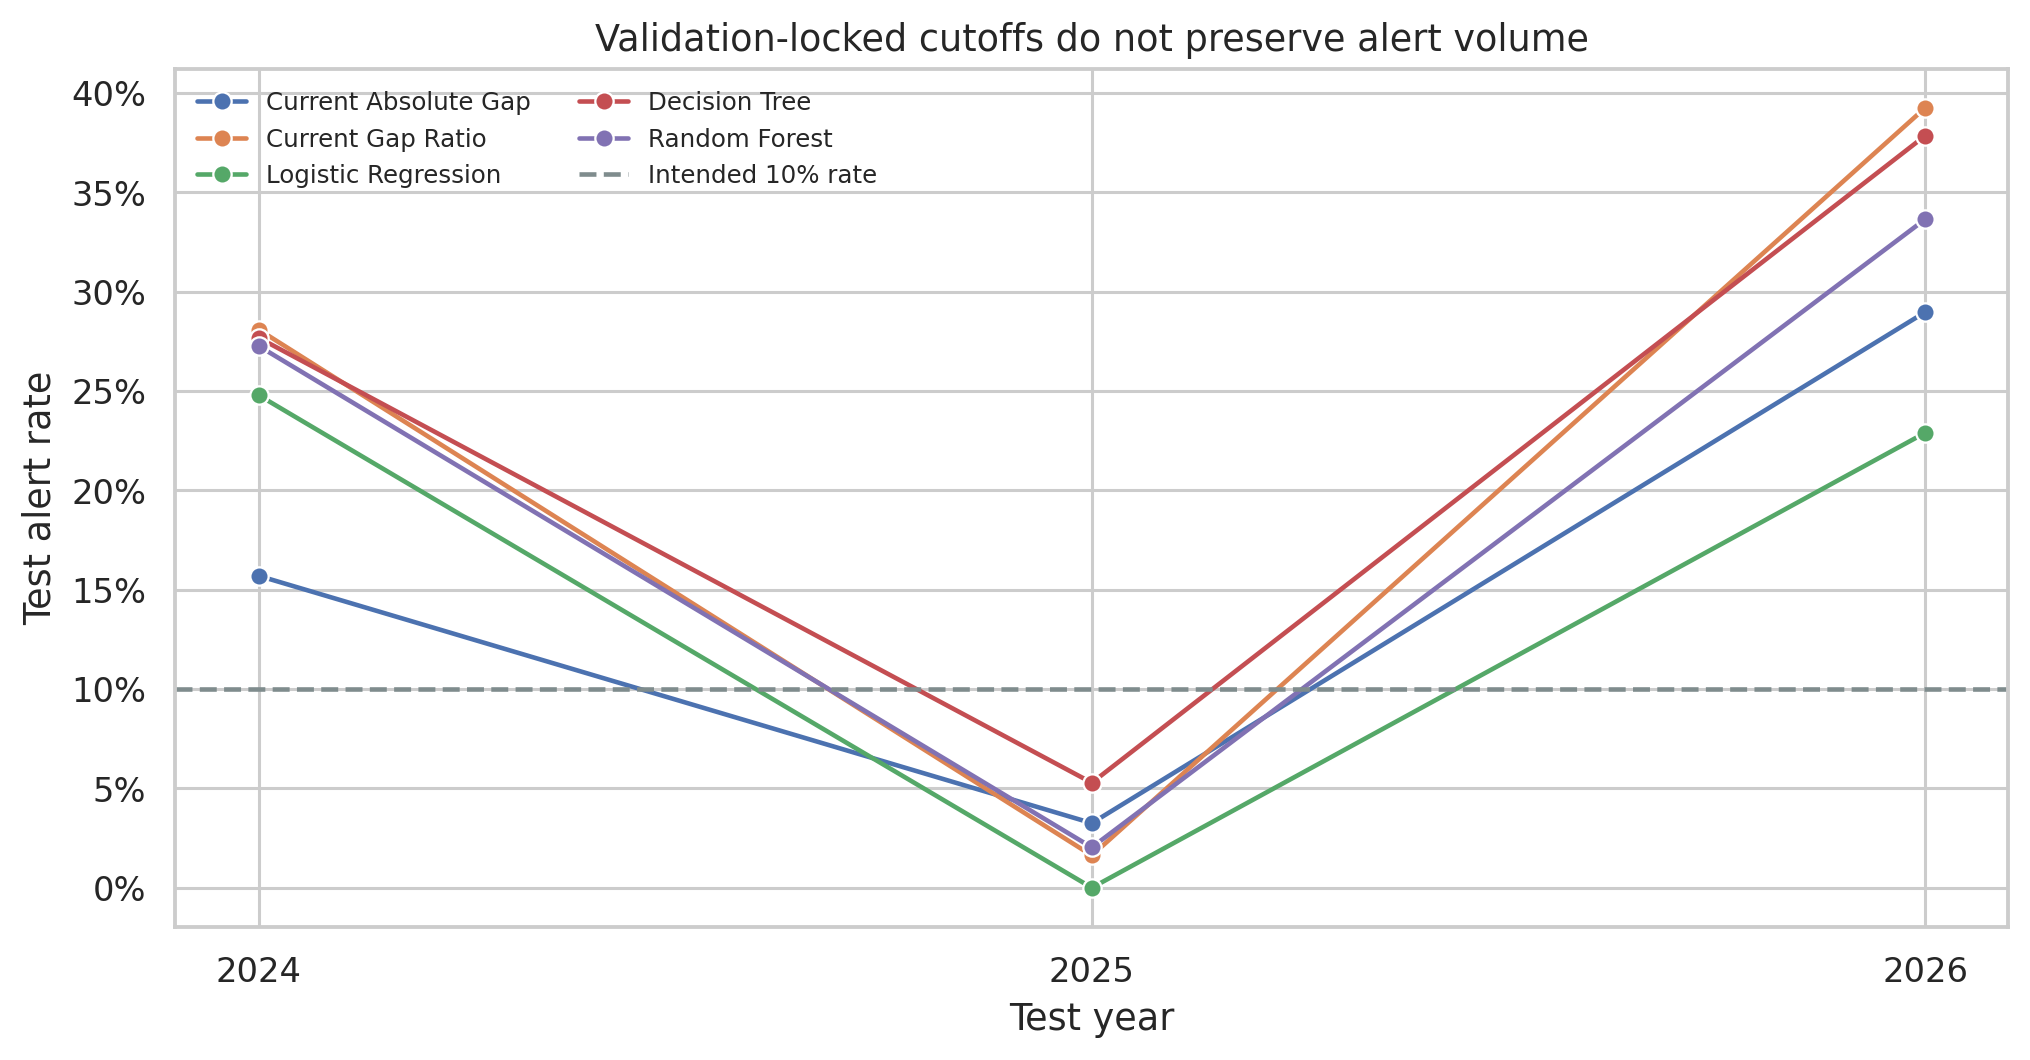 Validation-locked cutoffs do not preserve alert volume
Current Absolute Gap
Current Gap Ratio
Logistic Regression
Decision Tree
Random Forest
Intended 10% rate
Test alert rate
40%
35%
30%
25%
20%
15%
10%
5%
0%
2024 2025 2026
Test year